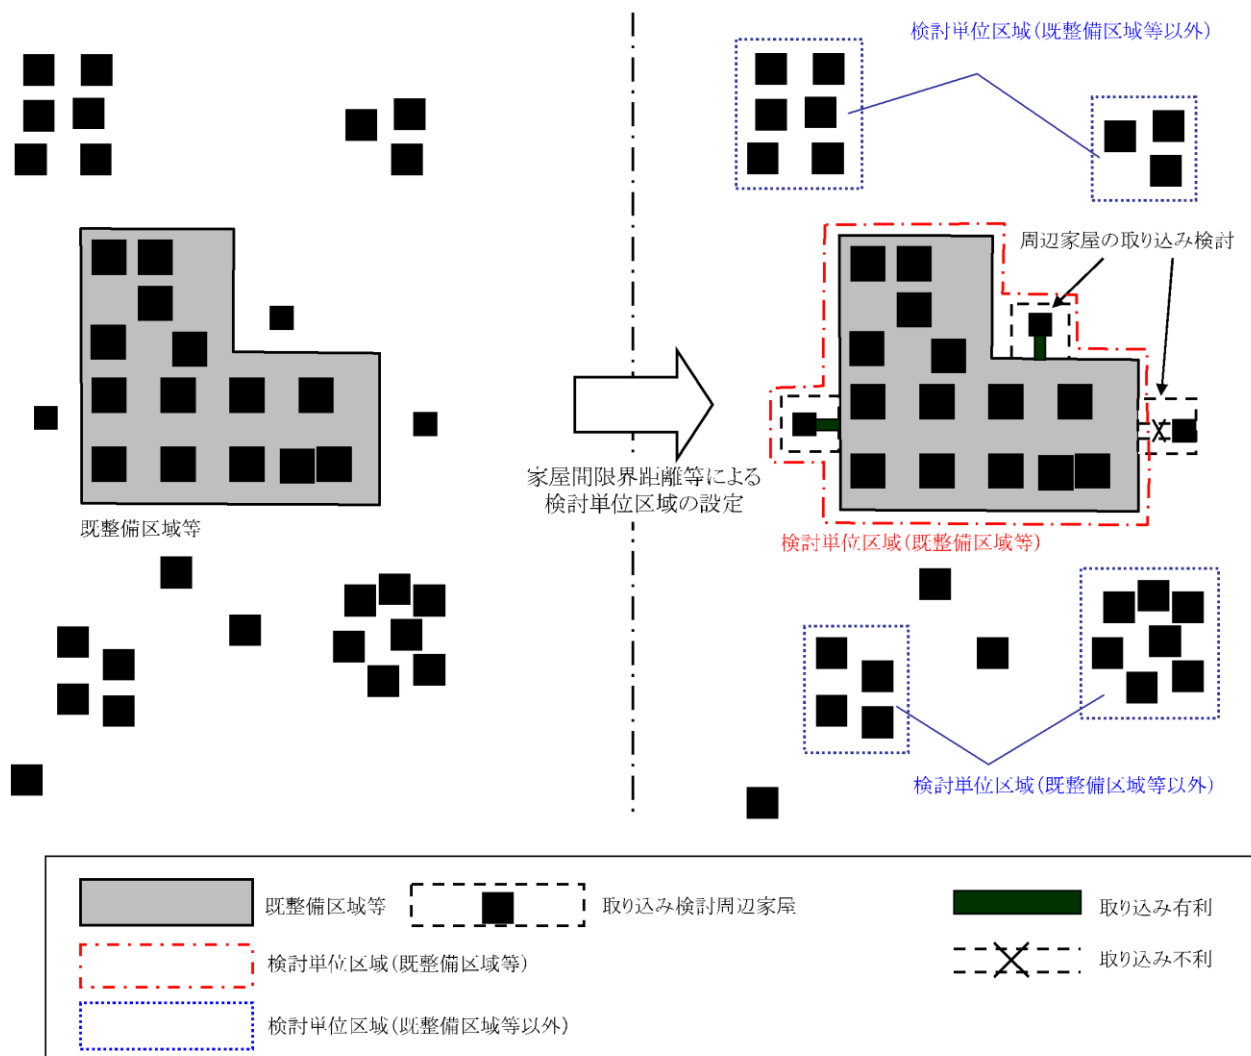 検討単位区域(既整備区域等以外)
周辺家屋の取り込み検討
家屋間限界距離等による
検討単位区域の設定
既整備区域等
検討単位区域(既整備区域等)
検討単位区域(既整備区域等以外)
既整備区域等
取り込み検討周辺家屋
取り込み有利
検討単位区域(既整備区域等)
取り込み不利
検討単位区域(既整備区域等以外)